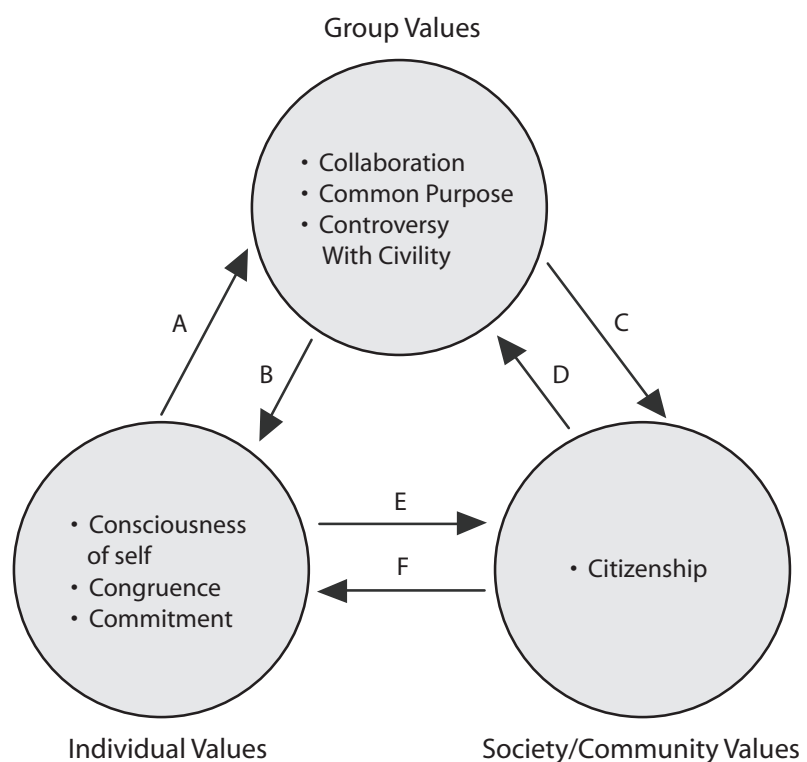 Group Values
• Collaboration
• Common Purpose
• Controversy
With Civility
A
C
B
D
• Consciousness
of self
• Congruence
• Commitment
E
F
• Citizenship
Individual Values
Society/Community Values